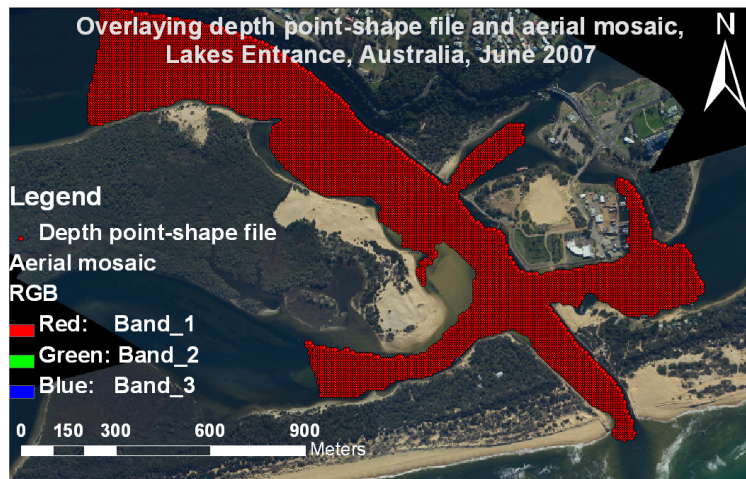 Overlaying depth point-shape file and aerial mosaic,
Lakes Entrance, Australia, June 2007
N
Legend
Depth point-shape file
Aerial mosaic
RGB
Red: Band_1
Green: Band_2
Blue: Band_3
0 150 300 600 900
Meters